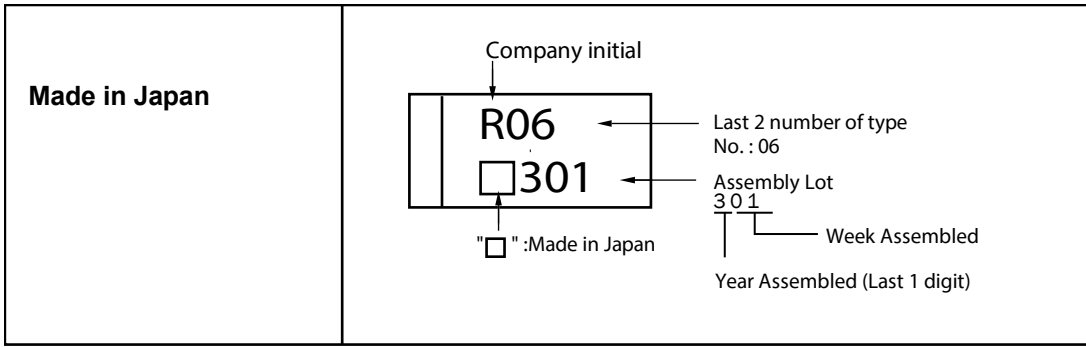 Made in Japan
Company initial
R06
□301
Last 2 number of type
No. : 06
Assembly Lot
301
Week Assembled
Year Assembled (Last 1 digit)
"□" :Made in Japan